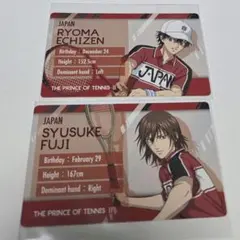 JAPAN
RYOMA
ECHIZEN
Birthday : December 24
Height : 152.5cm
Dominant hand : Left
JAPAN
THE PRINCE OF TENNIS
JAPAN
SYUSUKE
FUJI
Birthday : February 29
Height : 167cm
Dominant hand : Right
THE PRINCE OF TENNIS